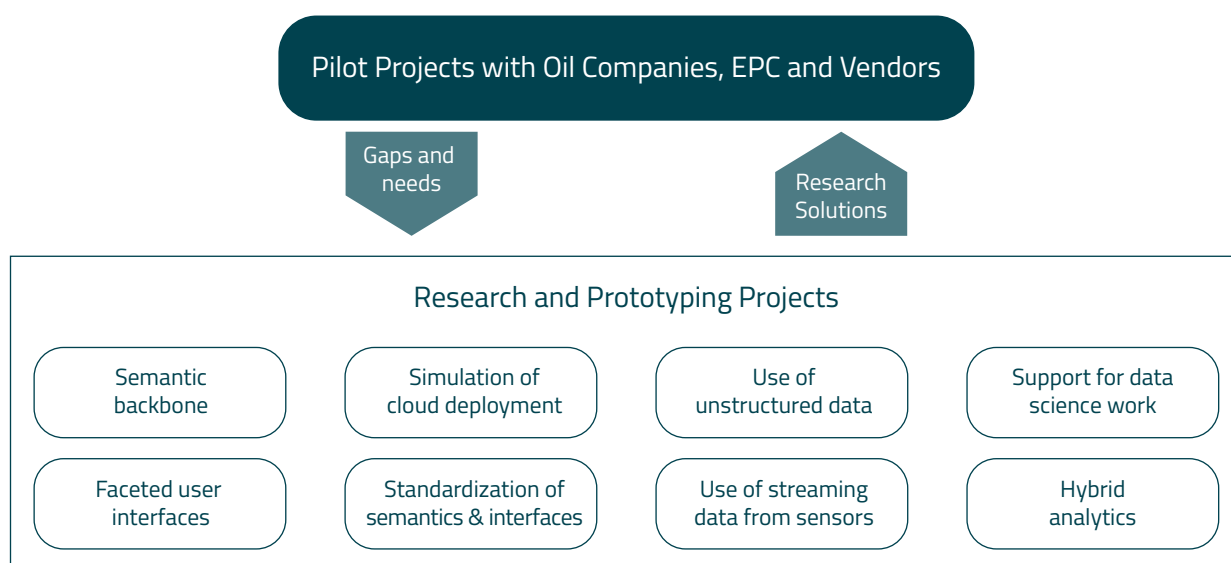 Pilot Projects with Oil Companies, EPC and Vendors
Gaps and
needs
Research
Solutions
Research and Prototyping Projects
Semantic
backbone
Simulation of
cloud deployment
Use of
unstructured data
Support for data
science work
Faceted user
interfaces
Standardization of
semantics & interfaces
Use of streaming
data from sensors
Hybrid
analytics